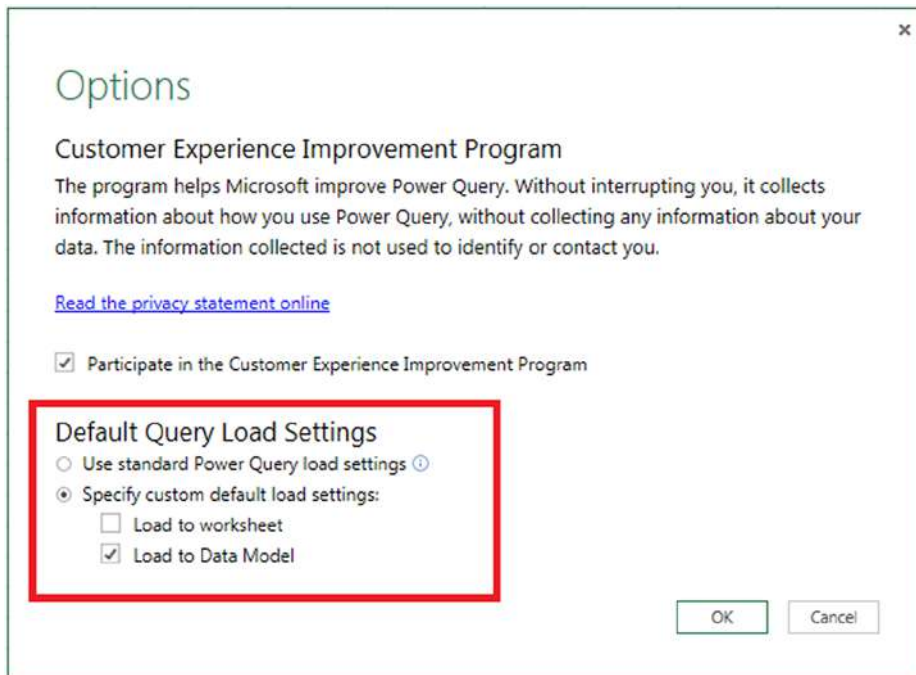 Options
Customer Experience Improvement Program
The program helps Microsoft improve Power Query. Without interrupting you, it collects
information about how you use Power Query, without collecting any information about your
data. The information collected is not used to identify or contact you.
Read the privacy statement online
Participate in the Customer Experience Improvement Program
Default Query Load Settings
Use standard Power Query load settings
Specify custom default load settings:
Load to worksheet
Load to Data Model
OK Cancel